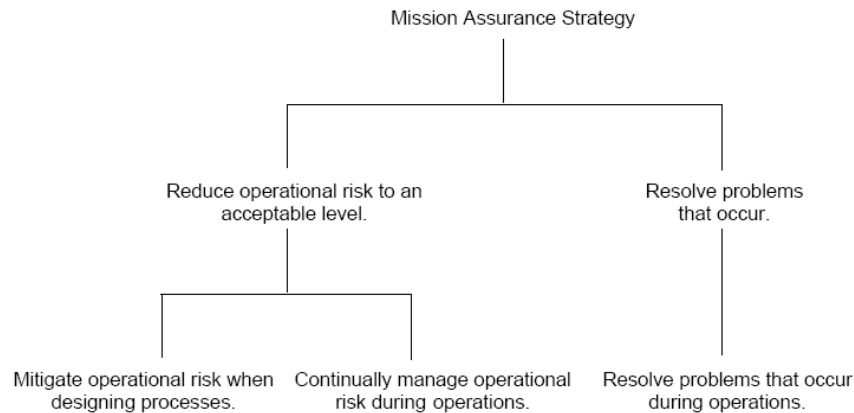 Mission Assurance Strategy
Reduce operational risk to an
acceptable level.
Resolve problems
that occur.
Mitigate operational risk when
designing processes.
Continually manage operational
risk during operations.
Resolve problems that occur
during operations.